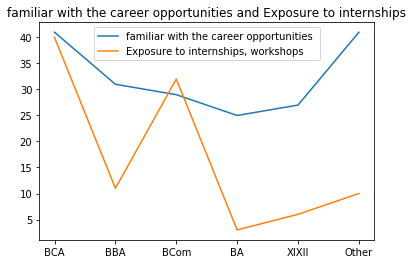 familiar with the career opportunities and Exposure to internships
familiar with the career opportunities
Exposure to internships, workshops
40
35
30
25
20
15
10
5
BCA BBA BCom BA XIXII Other